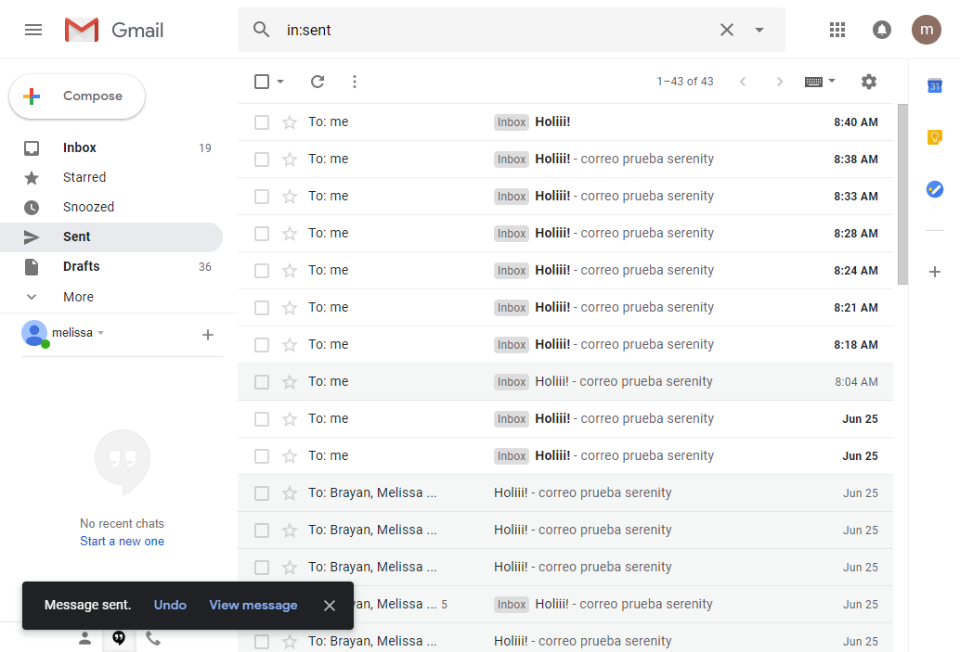 Gmail
in:sent
m
Compose
1–43 of 43
31
Inbox 19
Starred
Snoozed
Sent
Drafts 36
More
melissa
No recent chats
Start a new one
To: me Inbox Holiii! 8:40 AM
To: me Inbox Holiii! - correo prueba serenity 8:38 AM
To: me Inbox Holiii! - correo prueba serenity 8:33 AM
To: me Inbox Holiii! - correo prueba serenity 8:28 AM
To: me Inbox Holiii! - correo prueba serenity 8:24 AM
To: me Inbox Holiii! - correo prueba serenity 8:21 AM
To: me Inbox Holiii! - correo prueba serenity 8:18 AM
To: me Inbox Holiii! - correo prueba serenity 8:04 AM
To: me Inbox Holiii! - correo prueba serenity Jun 25
To: me Inbox Holiii! - correo prueba serenity Jun 25
To: Brayan, Melissa ... Holiii! - correo prueba serenity Jun 25
To: Brayan, Melissa ... Holiii! - correo prueba serenity Jun 25
To: Brayan, Melissa ... Holiii! - correo prueba serenity Jun 25
yan, Melissa ... 5 Inbox Holiii! - correo prueba serenity Jun 25
To: Brayan, Melissa ... Holiii! - correo prueba serenity Jun 25
Message sent. Undo View message